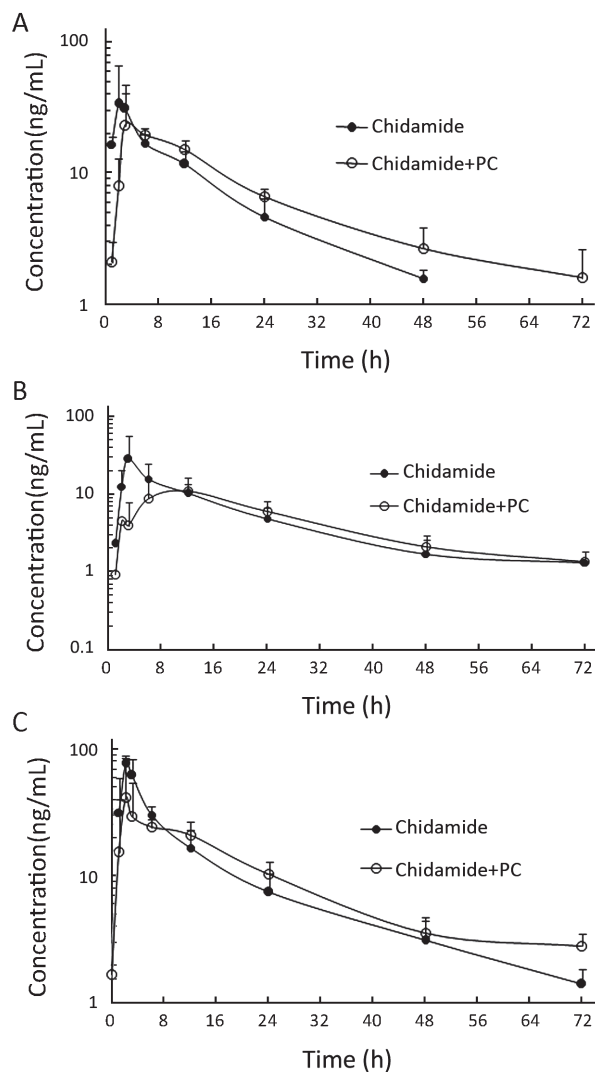 A
Concentration(ng/mL)
100
10
1
Chidamide
Chidamide+PC
0 8 16 24 32 40 48 56 64 72
Time (h)
B
Concentration(ng/mL)
100
10
1
0.1
Chidamide
Chidamide+PC
0 8 16 24 32 40 48 56 64 72
Time (h)
C
Concentration(ng/mL)
100
10
1
Chidamide
Chidamide+PC
0 8 16 24 32 40 48 56 64 72
Time (h)